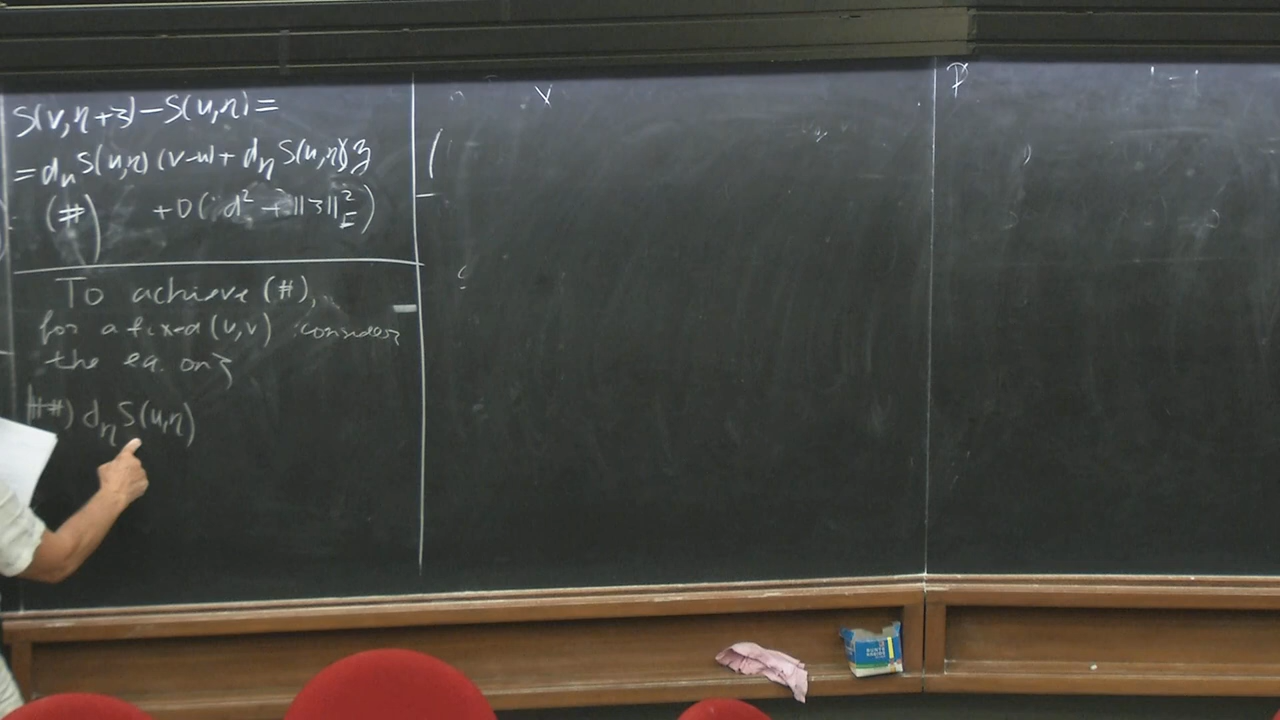 S(v, η+ζ) – S(u,η) =
= d_u S(u,η) (v-u) + d_η S(u,η) ζ
(#) + O(d² + ||ζ||²_E)
To achieve (#),
for a fixed (u,v) consider
the eq. on ζ
(##) d_η S(u,η)